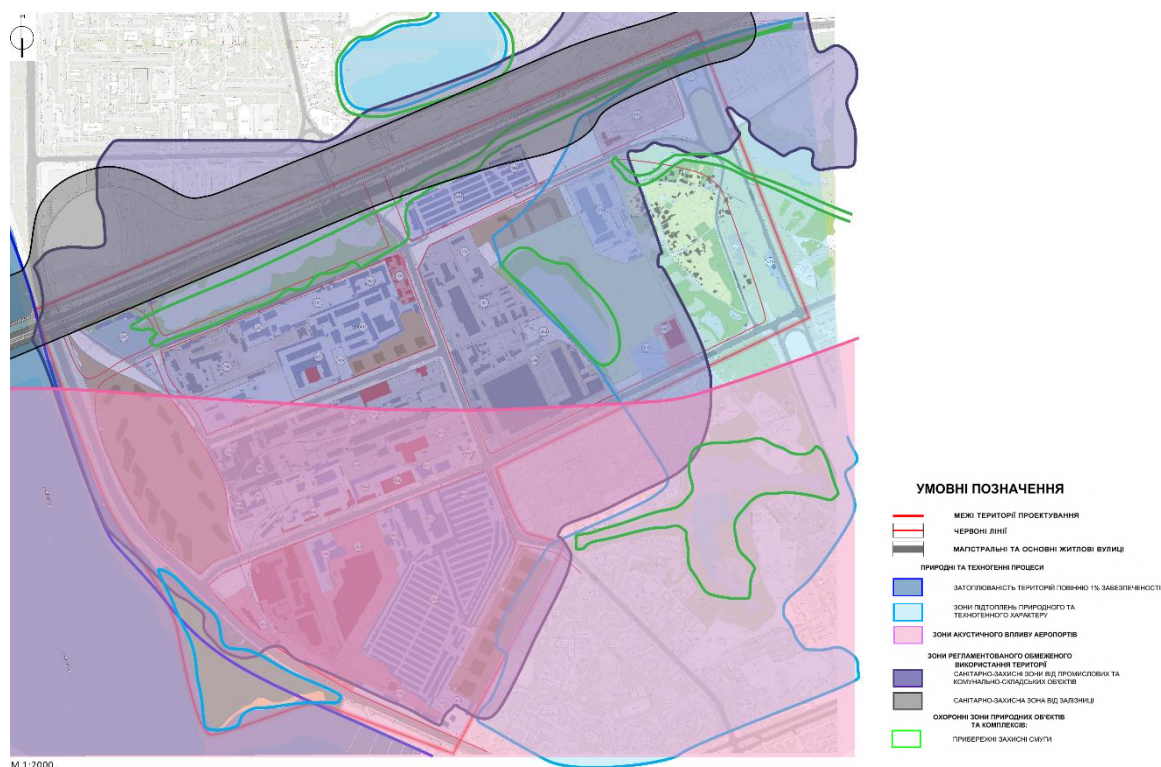 УМОВНІ ПОЗНАЧЕННЯ
МЕЖІ ТЕРИТОРІЇ ПРОЕКТУВАННЯ
ЧЕРВОНІ ЛІНІЇ
МАГІСТРАЛЬНІ ТА ОСНОВНІ ЖИТЛОВІ ВУЛИЦІ
ПРИРОДНІ ТА ТЕХНОГЕННІ ПРОЦЕСИ
ЗАТОПЛЮВАНІСТЬ ТЕРИТОРІЙ ПОВІННЮ 1% ЗАБЕЗПЕЧЕНОСТІ
ЗОНИ ПІДТОПЛЕНЬ ПРИРОДНОГО ТА
ТЕХНОГЕННОГО ХАРАКТЕРУ
ЗОНИ АКУСТИЧНОГО ВПЛИВУ АЕРОПОРТІВ
ЗОНИ РЕГЛАМЕНТОВАНОГО ОБМЕЖЕНОГО
ВИКОРИСТАННЯ ТЕРИТОРІЇ
САНІТАРНО-ЗАХИСНІ ЗОНИ ВІД ПРОМИСЛОВИХ ТА
КОМУНАЛЬНО-СКЛАДСЬКИХ ОБ'ЄКТІВ
САНІТАРНО-ЗАХИСНА ЗОНА ВІД ЗАЛІЗНИЦІ
ОХОРОННІ ЗОНИ ПРИРОДНИХ ОБ'ЄКТІВ
ТА КОМПЛЕКСІВ:
ПРИБЕРЕЖНІ ЗАХИСНІ СМУГИ
М 1:2000